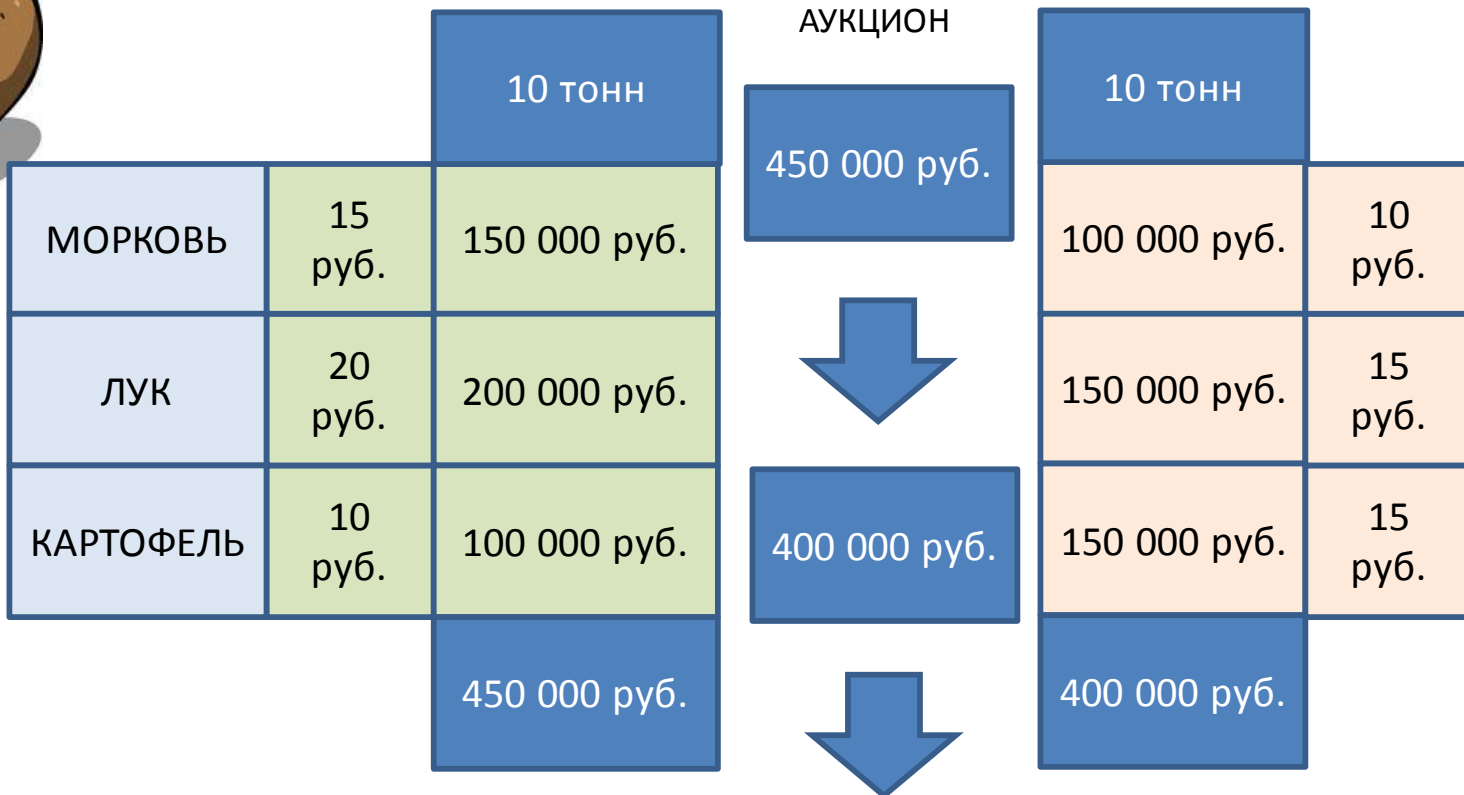 АУКЦИОН
10 тонн
450 000 руб.
10 тонн
МОРКОВЬ
15
руб.
150 000 руб.
100 000 руб.
10
руб.
ЛУК
20
руб.
200 000 руб.
150 000 руб.
15
руб.
КАРТОФЕЛЬ
10
руб.
100 000 руб.
400 000 руб.
150 000 руб.
15
руб.
450 000 руб.
400 000 руб.